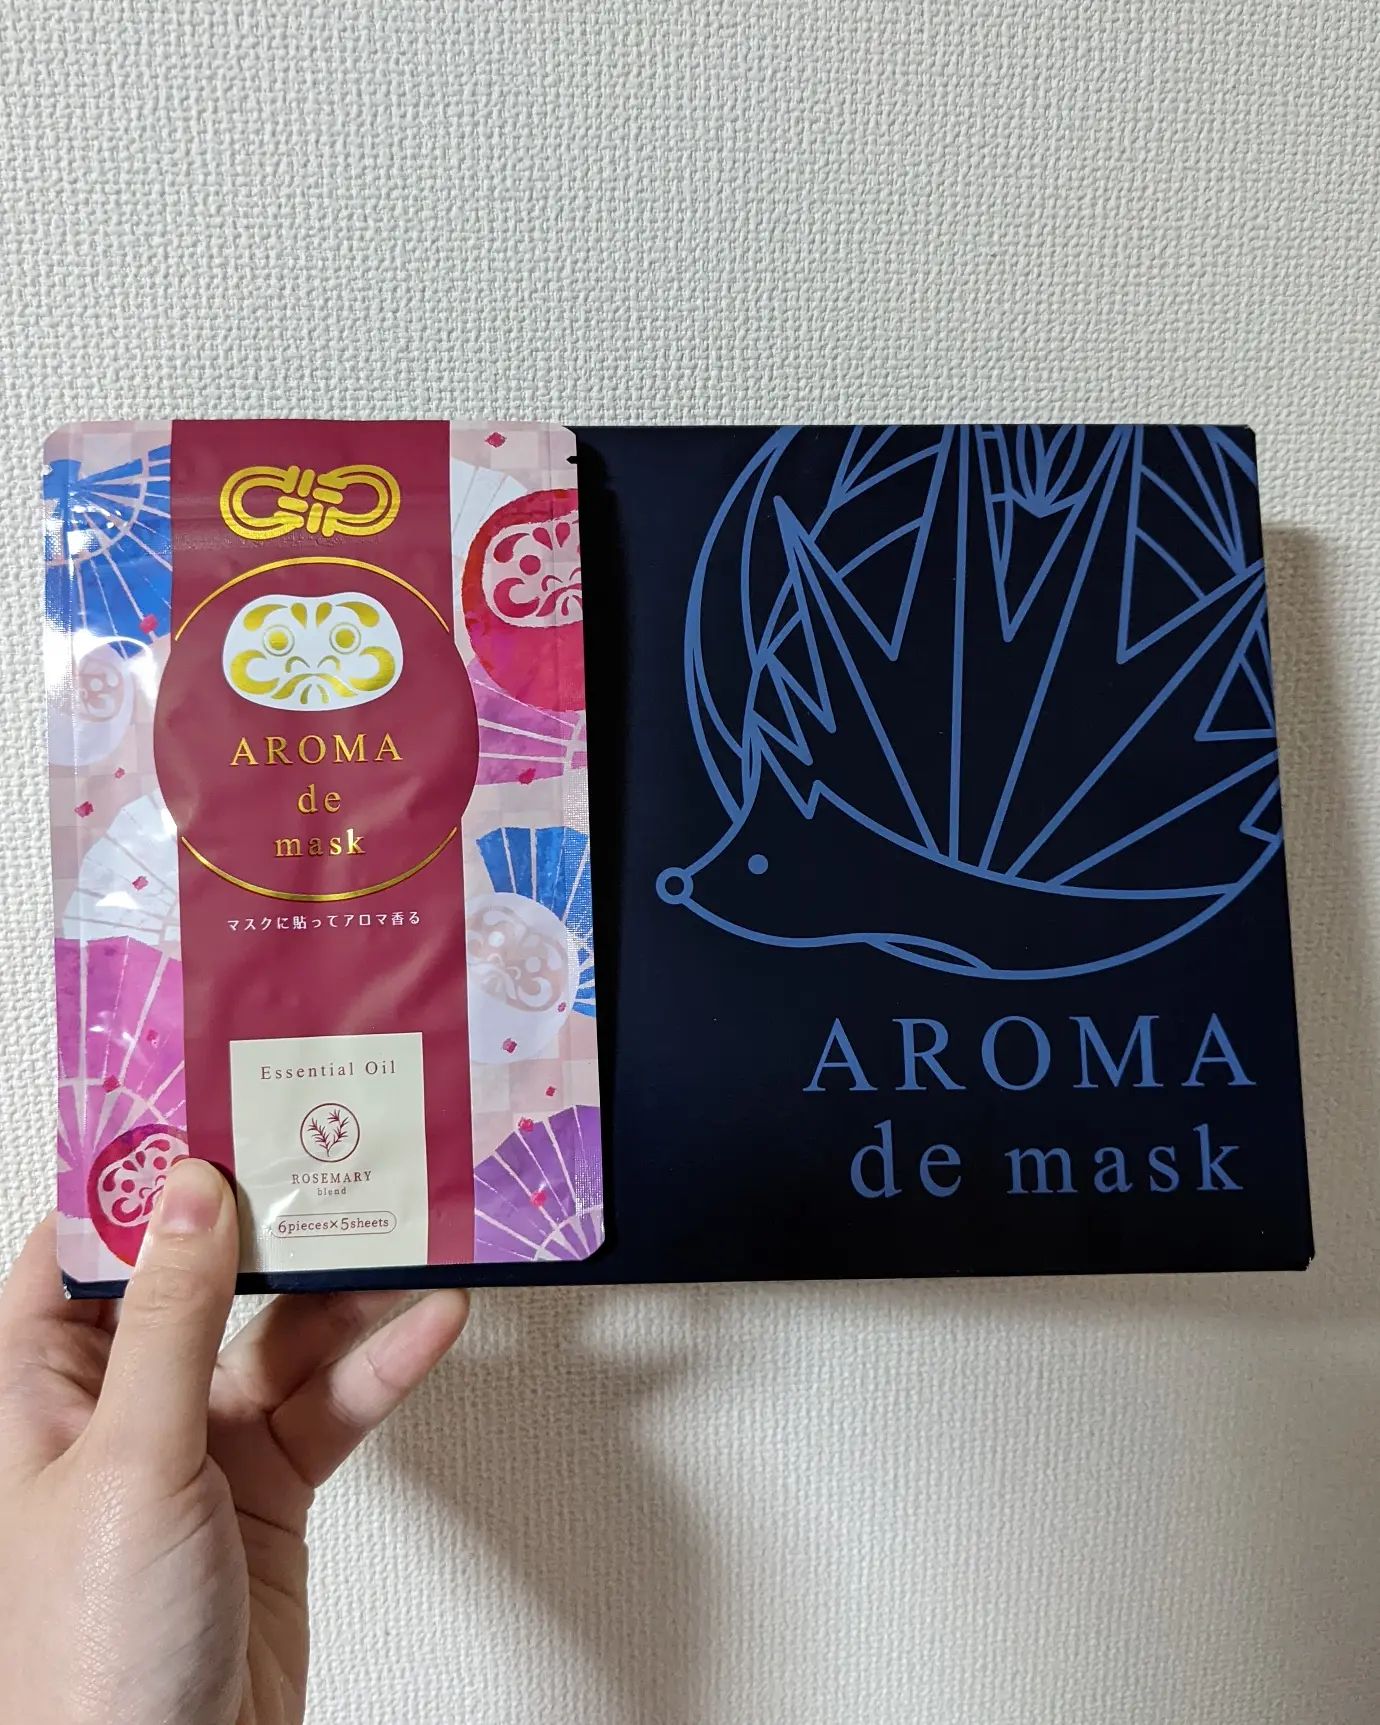 AROMA
de
mask
マスクに貼ってアロマ香る
Essential Oil
ROSEMARY
blend
6pieces×5sheets
AROMA
de mask